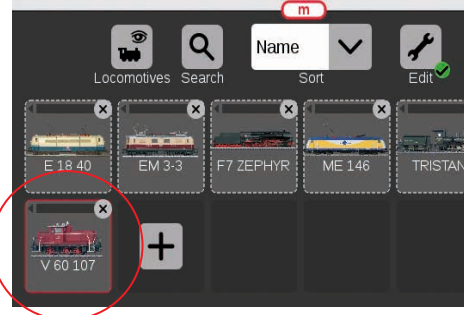 m
Name
Locomotives Search Sort Edit
E 18 40 EM 3-3 F7 ZEPHYR ME 146 TRISTAN
V 60 107